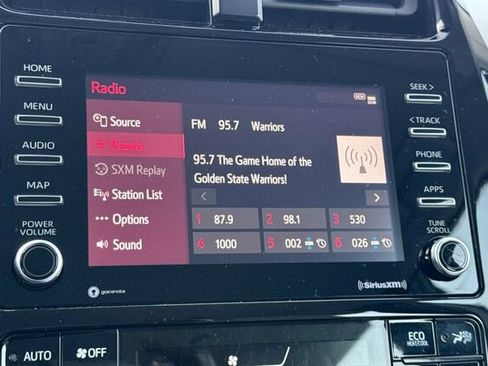 HOME
MENU
AUDIO
MAP
POWER
VOLUME
Radio
Source
SXM Replay
Station List
Options
Sound
FM 95.7 Warriors
95.7 The Game Home of the
Golden State Warriors!
1 87.9 2 98.1 3 530
4 1000 5 002 6 026
SEEK >
< TRACK
PHONE
APPS
TUNE
SCROLL
gracenote
((SiriusXM))
AUTO
OFF
ECO
HEAT/COOL